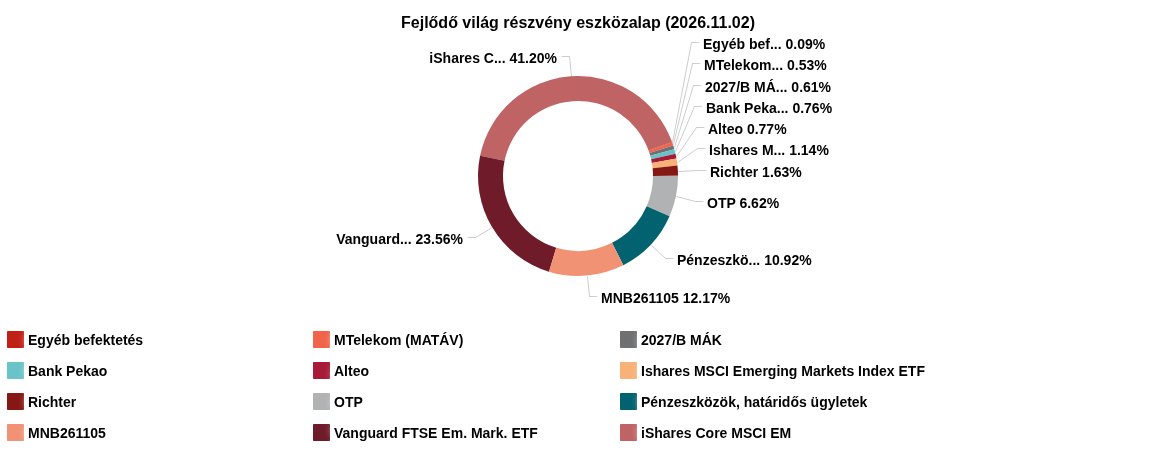 Fejlődő világ részvény eszközalap (2026.11.02)
Egyéb bef... 0.09%
iShares C... 41.20%
MTelekom... 0.53%
2027/B MÁ... 0.61%
Bank Peka... 0.76%
Alteo 0.77%
Ishares M... 1.14%
Richter 1.63%
OTP 6.62%
Vanguard... 23.56%
Pénzeszkö... 10.92%
MNB261105 12.17%
Egyéb befektetés
MTelekom (MATÁV)
2027/B MÁK
Bank Pekao
Alteo
Ishares MSCI Emerging Markets Index ETF
Richter
OTP
Pénzeszközök, határidős ügyletek
MNB261105
Vanguard FTSE Em. Mark. ETF
iShares Core MSCI EM